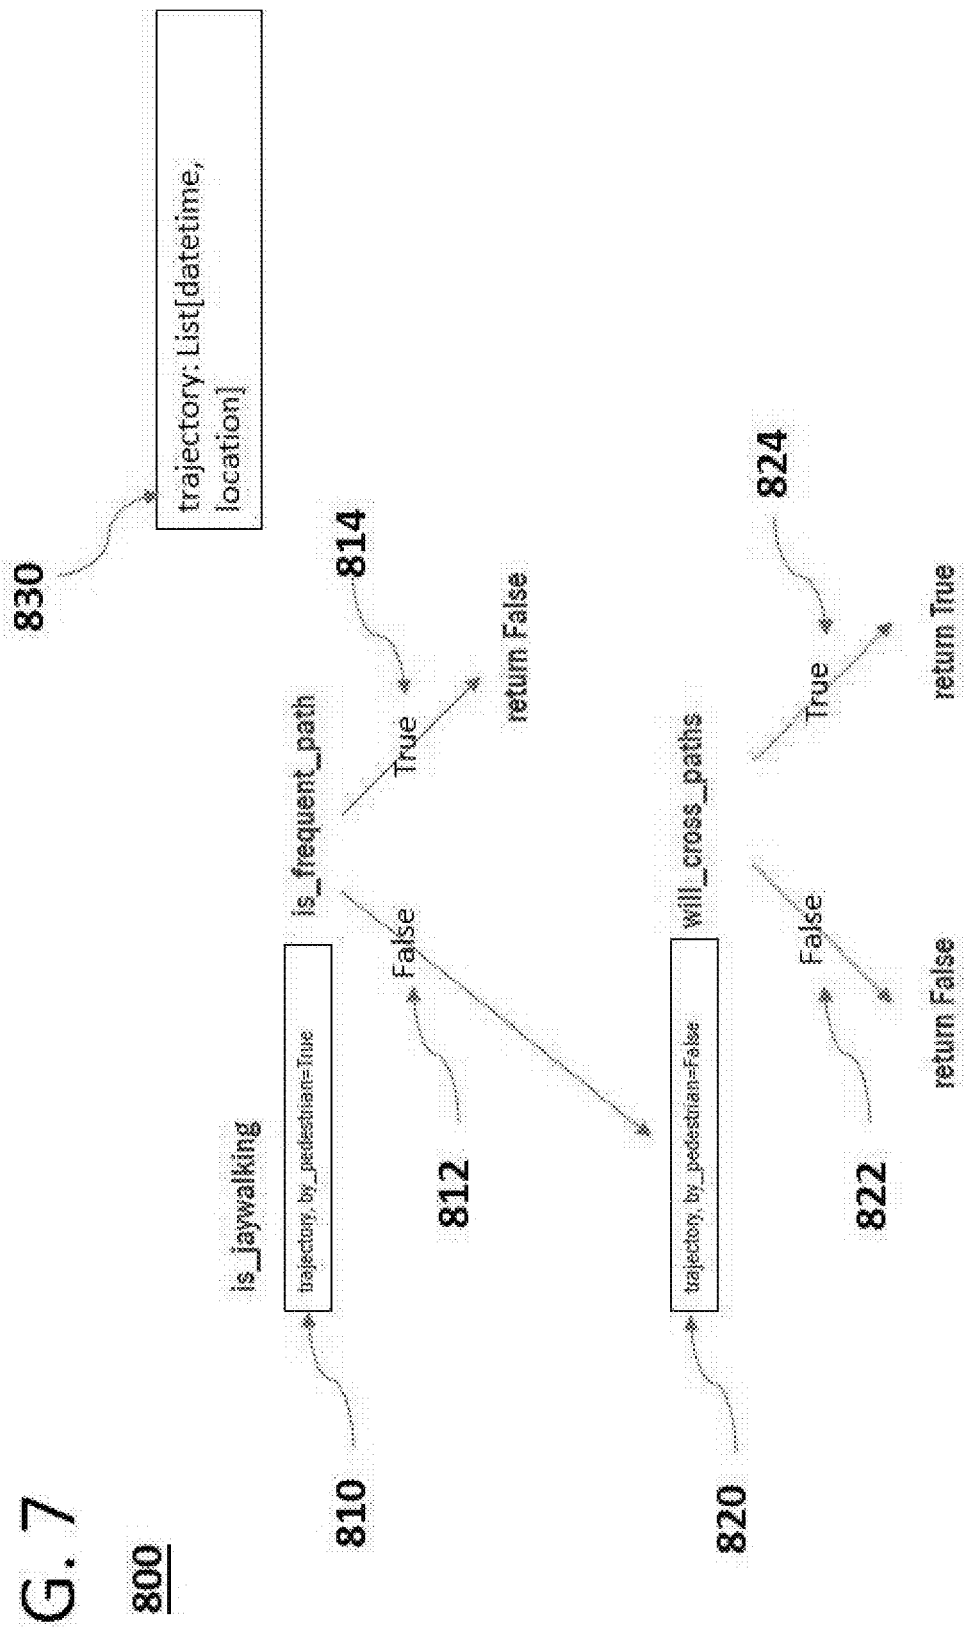 G. 7
800
830
trajectory: List[datetime,
location]
is_jaywalking
810
trajectory, by_pedestrian=True
is_frequent_path
814
812
False
True
return False
820
trajectory, by_pedestrian=False
will_cross_paths
824
822
False
True
return False
return True